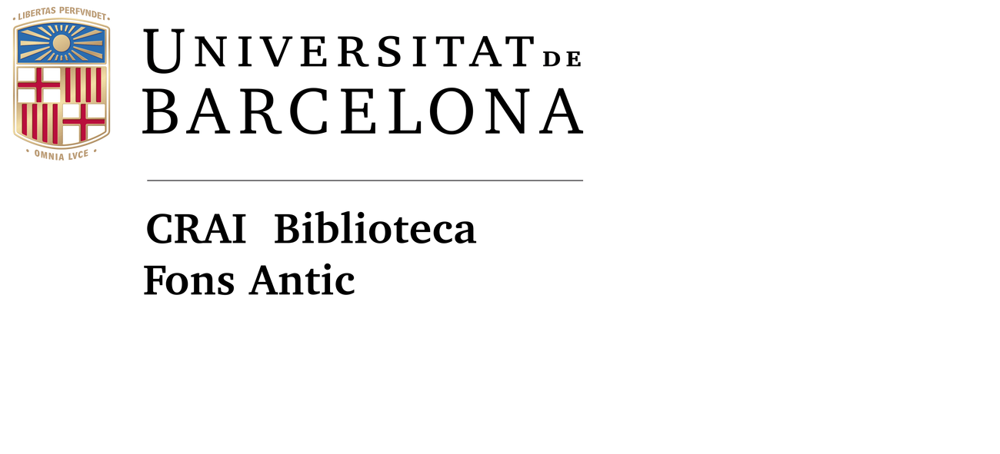 · LIBERTAS PERFVNDET ·
UNIVERSITAT DE
BARCELONA
· OMNIA LVCE ·
CRAI Biblioteca
Fons Antic